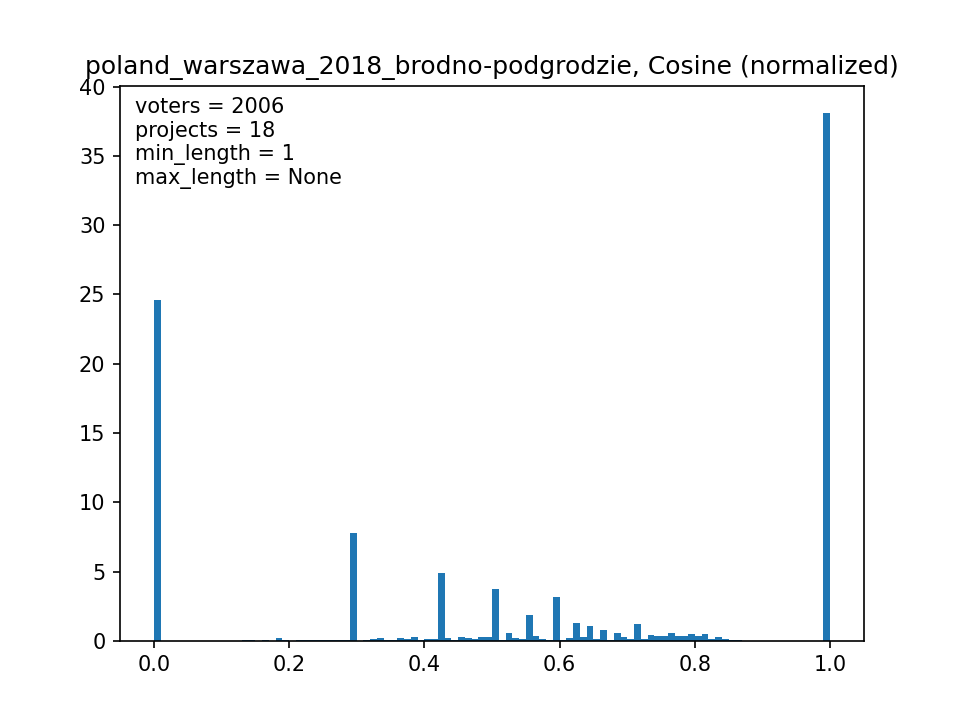 poland_warszawa_2018_brodno-podgrodzie, Cosine (normalized)
voters = 2006
projects = 18
min_length = 1
max_length = None
40
35
30
25
20
15
10
5
0
0.0 0.2 0.4 0.6 0.8 1.0